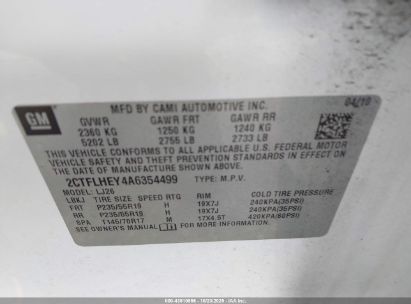 MFD BY CAMI AUTOMOTIVE INC. 04/10
GM
GVWR GAWR FRT GAWR RR
2360 KG 1250 KG 1240 KG
5202 LB 2755 LB 2733 LB
THIS VEHICLE CONFORMS TO ALL APPLICABLE U.S. FEDERAL MOTOR
VEHICLE SAFETY AND THEFT PREVENTION STANDARDS IN EFFECT ON
THE DATE OF MANUFACTURE SHOWN ABOVE.
2CTFLHEY4A6354499 TYPE: M.P.V.
MODEL: LJ26
LBKJ TIRE SIZE SPEED RTG RIM COLD TIRE PRESSURE
FRT P235/55R19 H 19X7J 240KPA(35PSI)
RR P235/55R19 H 19X7J 240KPA(35PSI)
SPA T145/70R17 M 17X4.5T 420KPA(60PSI)
SEE OWNER'S MANUAL FOR MORE INFORMATION.